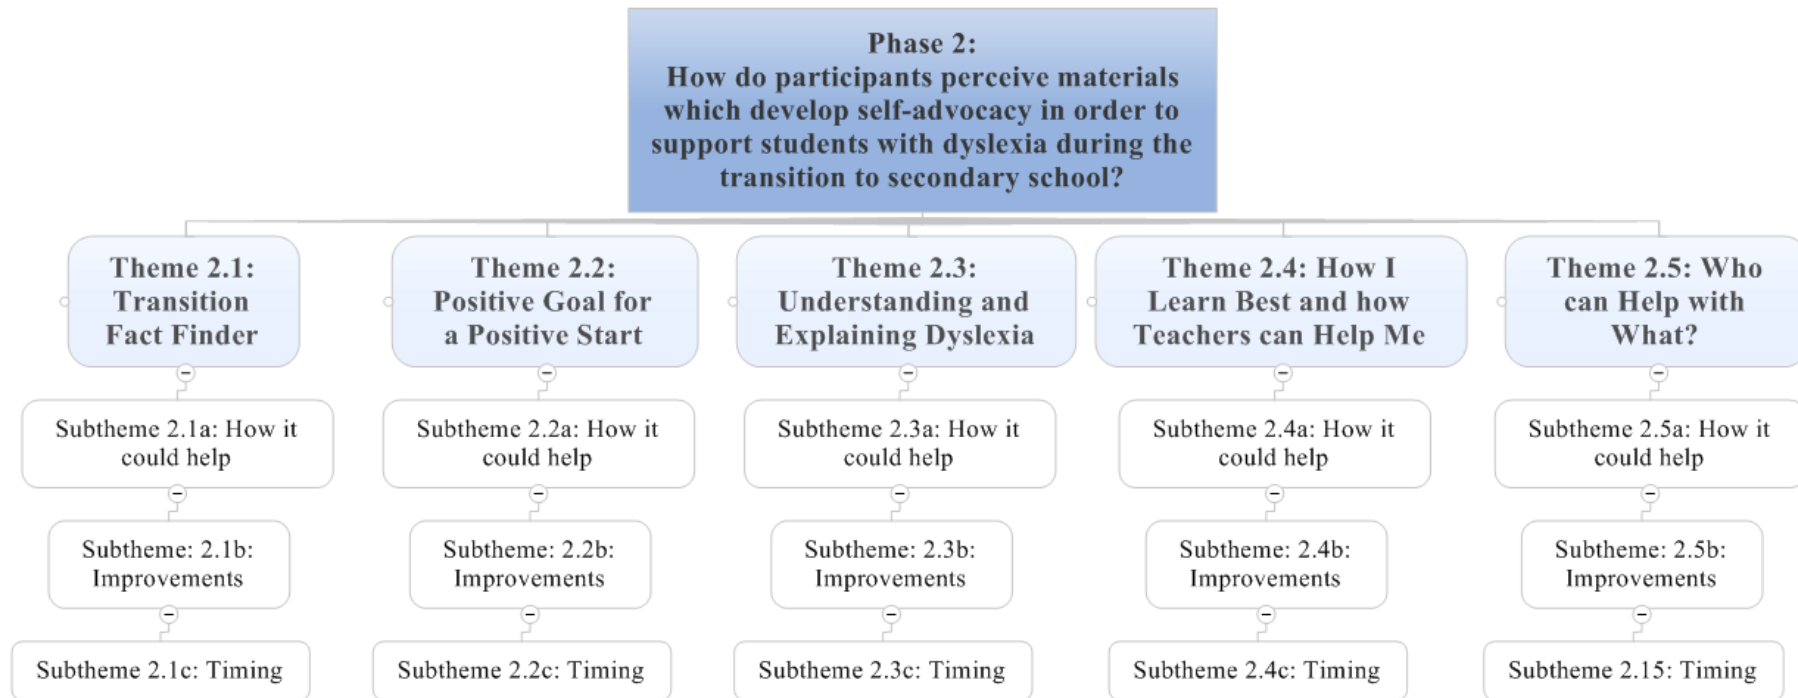 Phase 2:
How do participants perceive materials
which develop self-advocacy in order to
support students with dyslexia during the
transition to secondary school?
Theme 2.1:
Transition
Fact Finder
Theme 2.2:
Positive Goal for
a Positive Start
Theme 2.3:
Understanding and
Explaining Dyslexia
Theme 2.4: How I
Learn Best and how
Teachers can Help Me
Theme 2.5: Who
can Help with
What?
Subtheme 2.1a: How it
could help
Subtheme 2.2a: How it
could help
Subtheme 2.3a: How it
could help
Subtheme 2.4a: How it
could help
Subtheme 2.5a: How it
could help
Subtheme: 2.1b:
Improvements
Subtheme: 2.2b:
Improvements
Subtheme: 2.3b:
Improvements
Subtheme: 2.4b:
Improvements
Subtheme: 2.5b:
Improvements
Subtheme 2.1c: Timing
Subtheme 2.2c: Timing
Subtheme 2.3c: Timing
Subtheme 2.4c: Timing
Subtheme 2.15: Timing